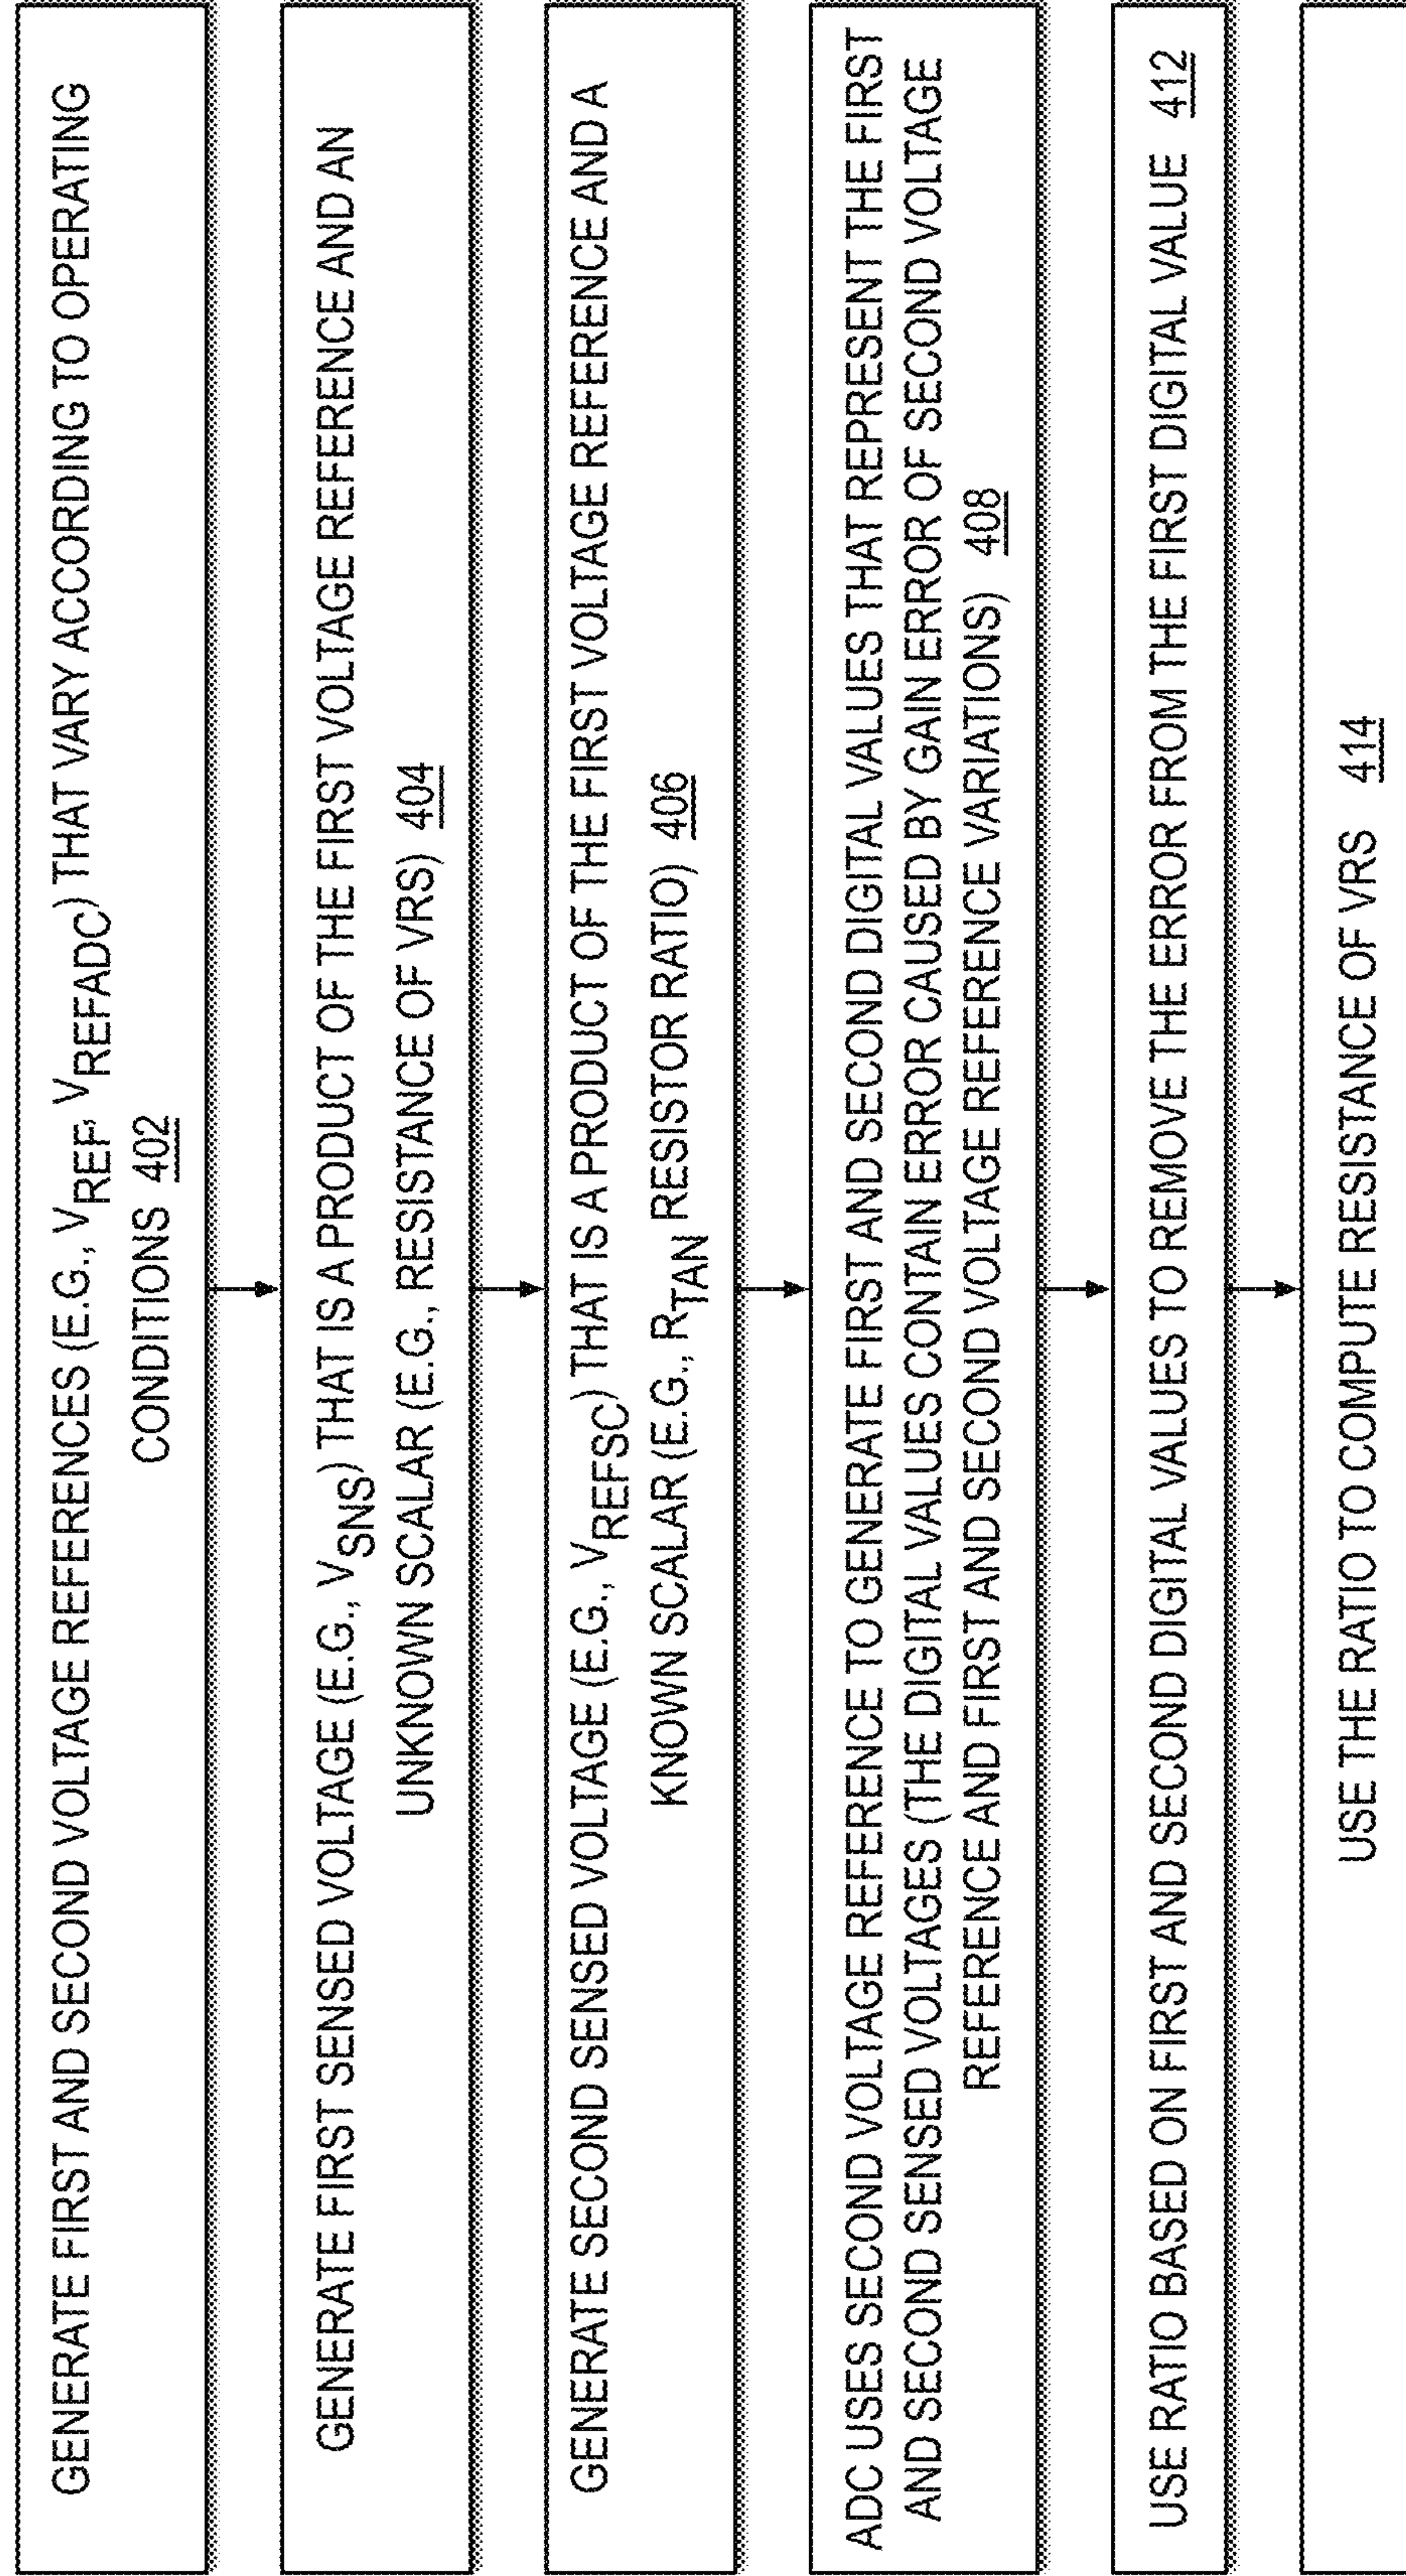 GENERATE FIRST AND SECOND VOLTAGE REFERENCES (E.G., VREF, VREFADC) THAT VARY ACCORDING TO OPERATING
CONDITIONS 402
GENERATE FIRST SENSED VOLTAGE (E.G., VSNS) THAT IS A PRODUCT OF THE FIRST VOLTAGE REFERENCE AND AN
UNKNOWN SCALAR (E.G., RESISTANCE OF VRS) 404
GENERATE SECOND SENSED VOLTAGE (E.G., VREFSC) THAT IS A PRODUCT OF THE FIRST VOLTAGE REFERENCE AND A
KNOWN SCALAR (E.G., RTAN RESISTOR RATIO) 406
ADC USES SECOND VOLTAGE REFERENCE TO GENERATE FIRST AND SECOND DIGITAL VALUES THAT REPRESENT THE FIRST
AND SECOND SENSED VOLTAGES (THE DIGITAL VALUES CONTAIN ERROR CAUSED BY GAIN ERROR OF SECOND VOLTAGE
REFERENCE AND FIRST AND SECOND VOLTAGE REFERENCE VARIATIONS) 408
USE RATIO BASED ON FIRST AND SECOND DIGITAL VALUES TO REMOVE THE ERROR FROM THE FIRST DIGITAL VALUE 412
USE THE RATIO TO COMPUTE RESISTANCE OF VRS 414